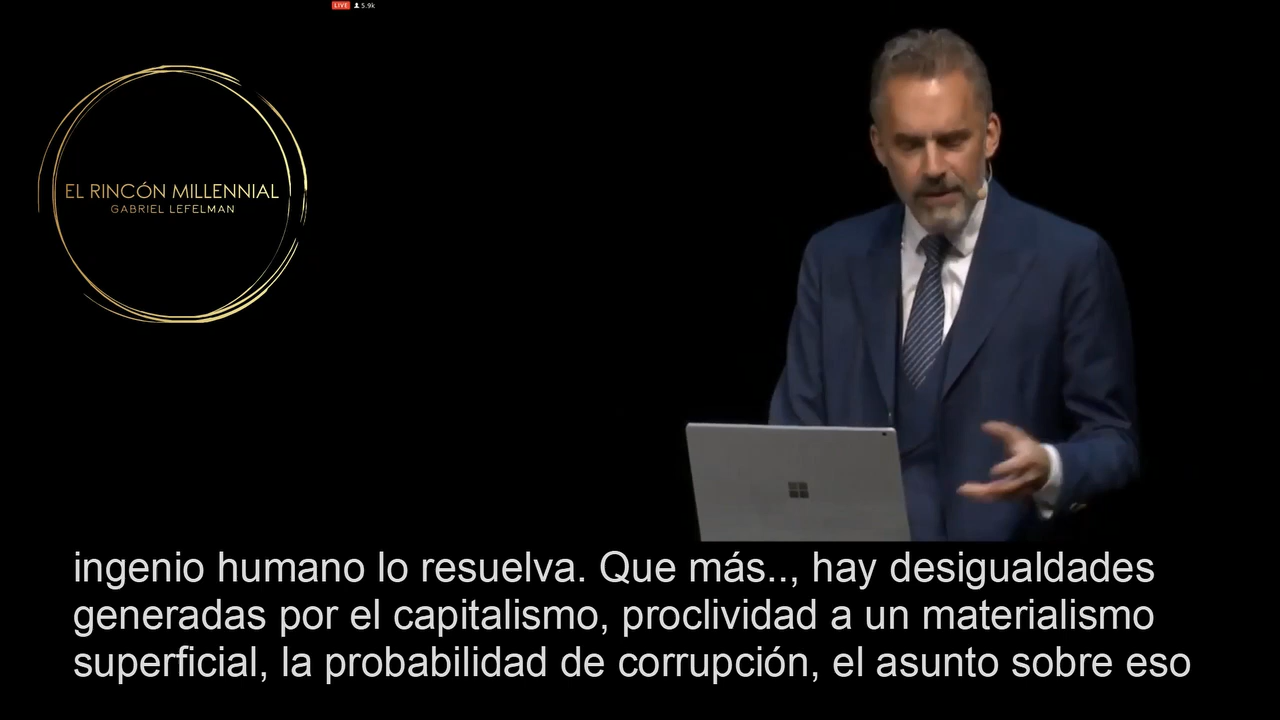 LIVE 5.9k
EL RINCÓN MILLENNIAL
GABRIEL LEFELMAN
ingenio humano lo resuelva. Que más.., hay desigualdades
generadas por el capitalismo, proclividad a un materialismo
superficial, la probabilidad de corrupción, el asunto sobre eso